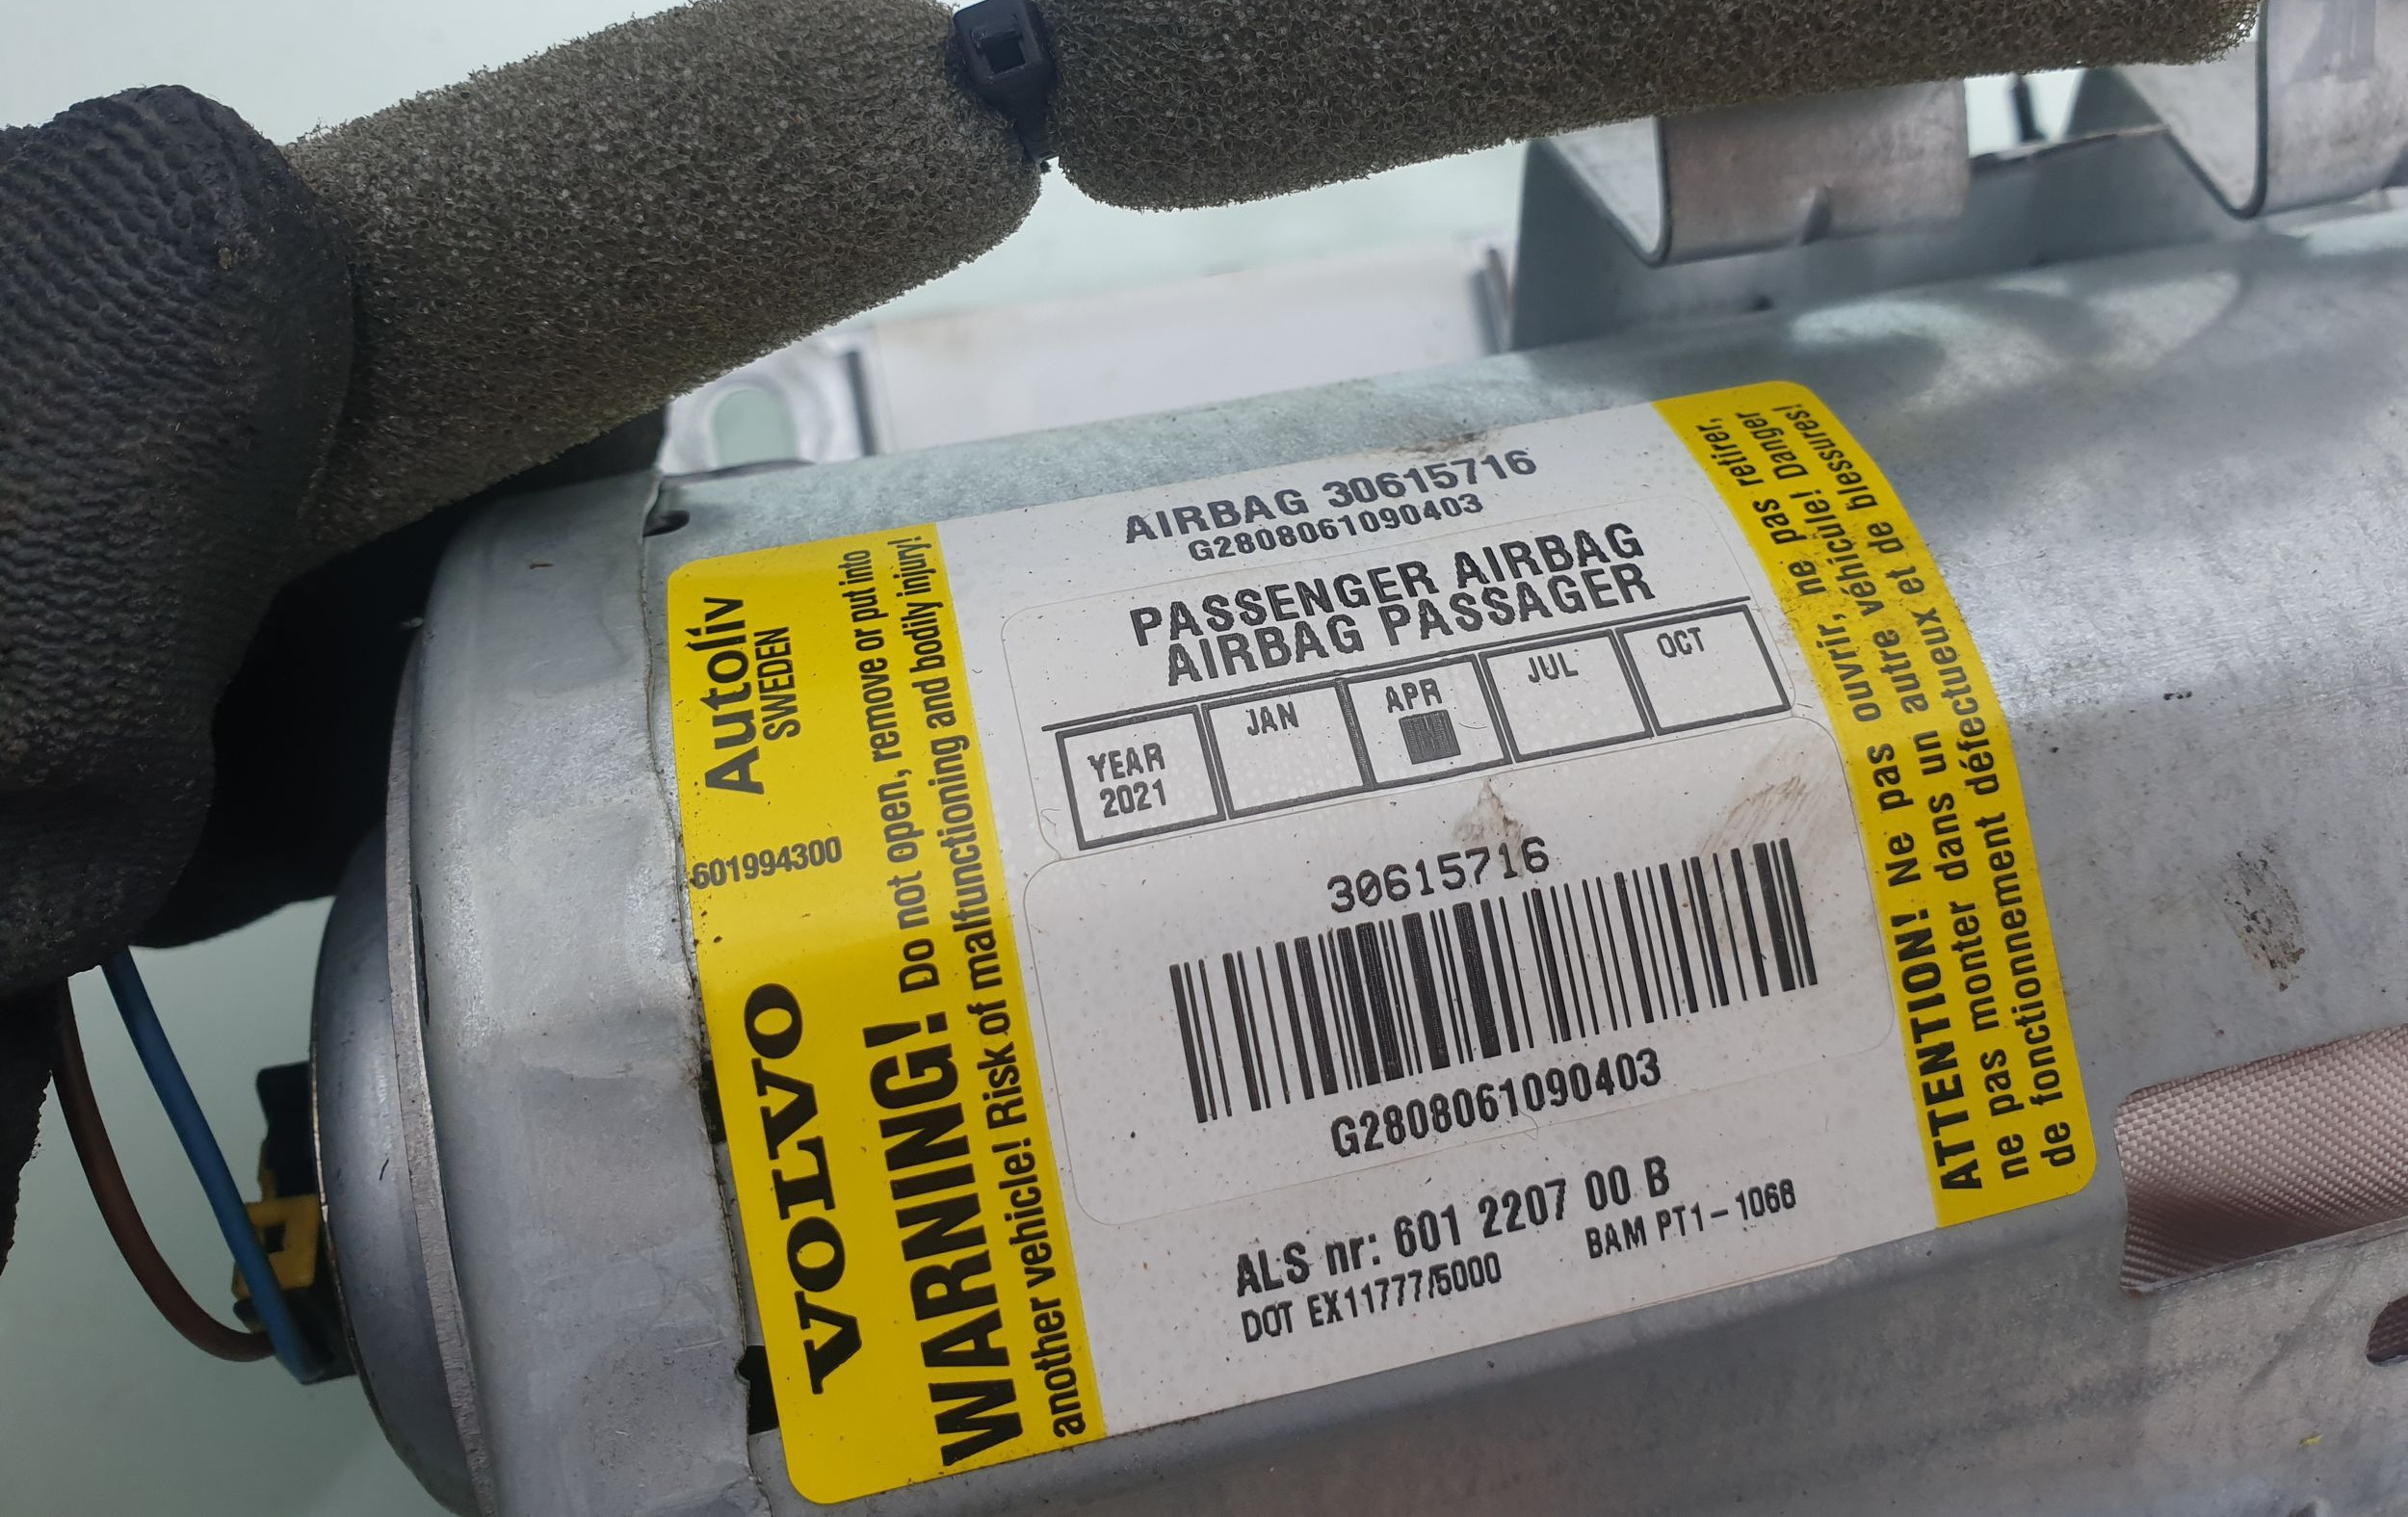 AIRBAG 30615716
G2808061090403
PASSENGER AIRBAG
AIRBAG PASSAGER
YEAR
2021
JAN
APR
JUL
OCT
30615716
G2808061090403
ALS nr: 601 2207 00 B
DOT EX11777/5000
BAM PT1-1068
VOLVO
601994300
Autoliv
SWEDEN
WARNING! Do not open, remove or put into
another vehicle! Risk of malfunctioning and bodily injury!
ATTENTION! Ne pas ouvrir, ne pas retirer,
ne pas monter dans un autre véhicule! Danger
de fonctionnement défectueux et de blessures!